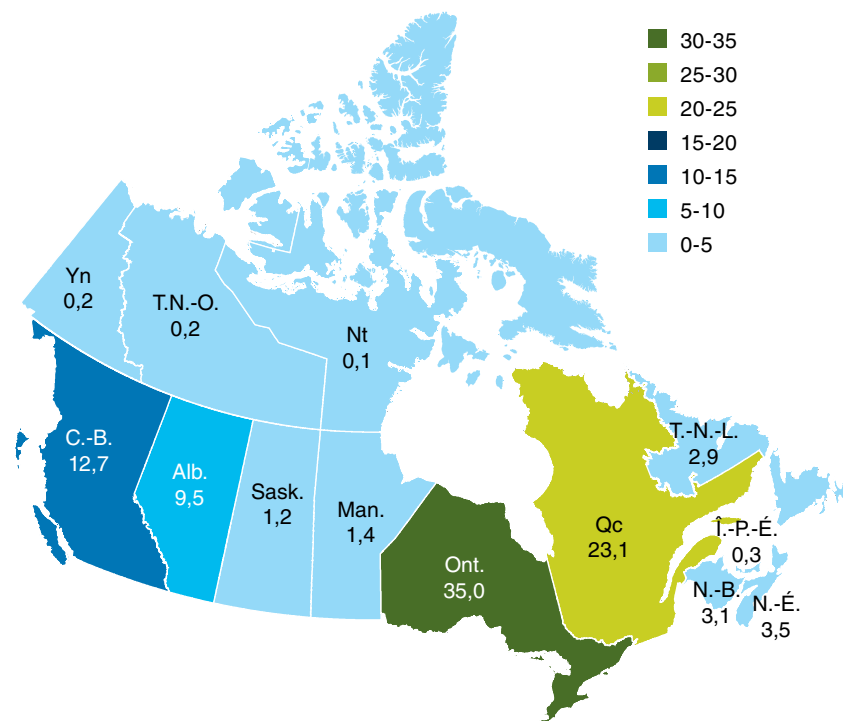 30-35
25-30
20-25
15-20
10-15
5-10
0-5
Yn
0,2
T.N.-O.
0,2
Nt
0,1
C.-B.
12,7
Alb.
9,5
Sask.
1,2
Man.
1,4
Ont.
35,0
Qc
23,1
T.-N.-L.
2,9
Î.-P.-É.
0,3
N.-B.
3,1
N.-É.
3,5